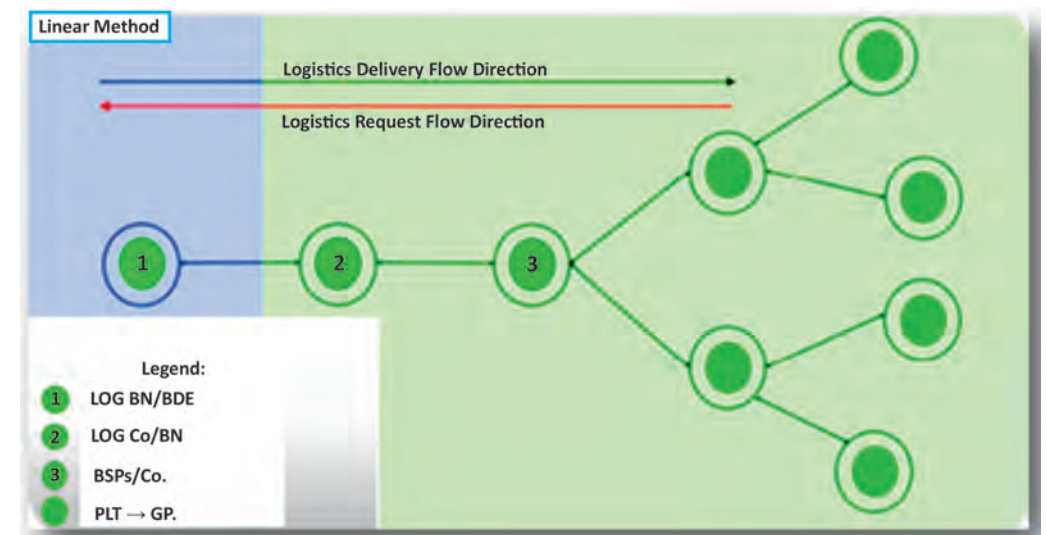 Linear Method
Logistics Delivery Flow Direction
Logistics Request Flow Direction
1
2
3
Legend:
1 LOG BN/BDE
2 LOG Co/BN
3 BSPs/Co.
PLT → GP.